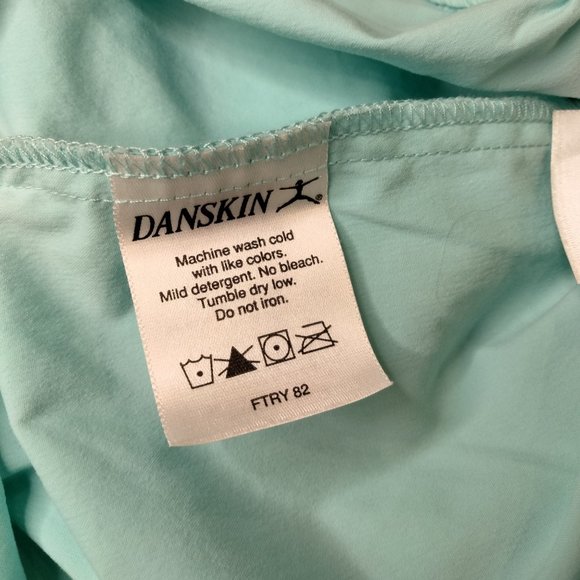 DANSKIN®
Machine wash cold
with like colors.
Mild detergent. No bleach.
Tumble dry low.
Do not iron.
FTRY 82